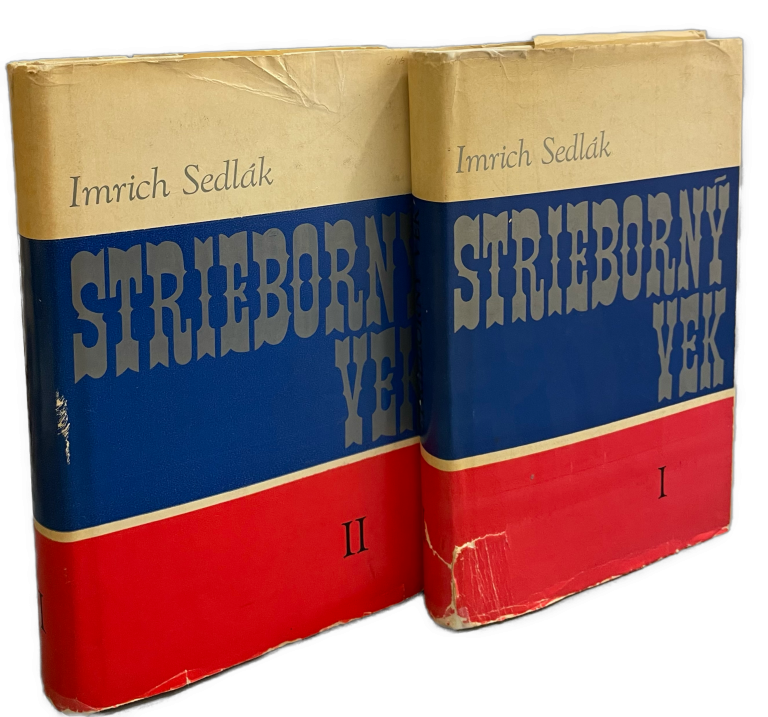 Imrich Sedlák
STRIEBORNÝ
VEK
II
I
Imrich Sedlák
STRIEBORNÝ
VEK
I